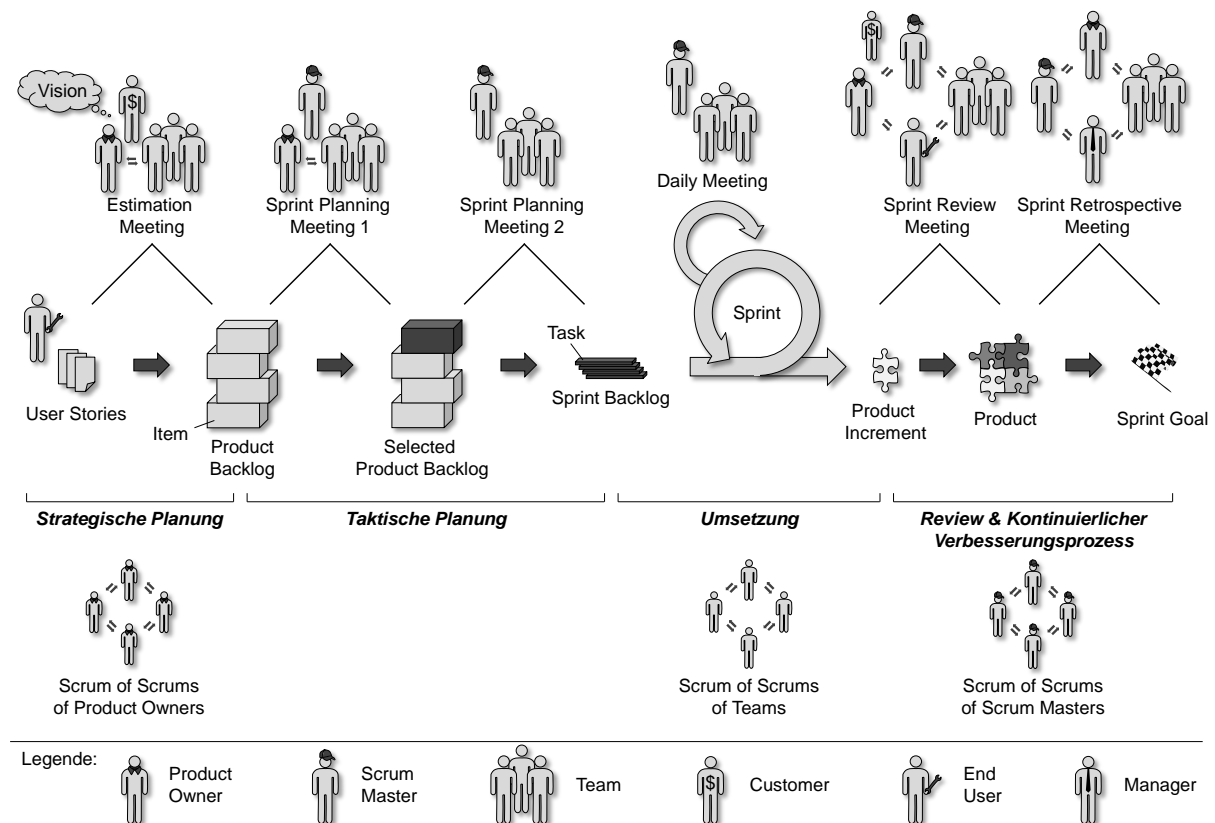 Vision
$
$
Estimation
Meeting
Sprint Planning
Meeting 1
Sprint Planning
Meeting 2
Daily Meeting
Sprint Review
Meeting
Sprint Retrospective
Meeting
Sprint
Task
User Stories
Item
Product
Backlog
Selected
Product Backlog
Sprint Backlog
Product
Increment
Product
Sprint Goal
Strategische Planung
Taktische Planung
Umsetzung
Review & Kontinuierlicher
Verbesserungsprozess
Scrum of Scrums
of Product Owners
Scrum of Scrums
of Teams
Scrum of Scrums
of Scrum Masters
Legende:
Product
Owner
Scrum
Master
Team
$
Customer
End
User
Manager